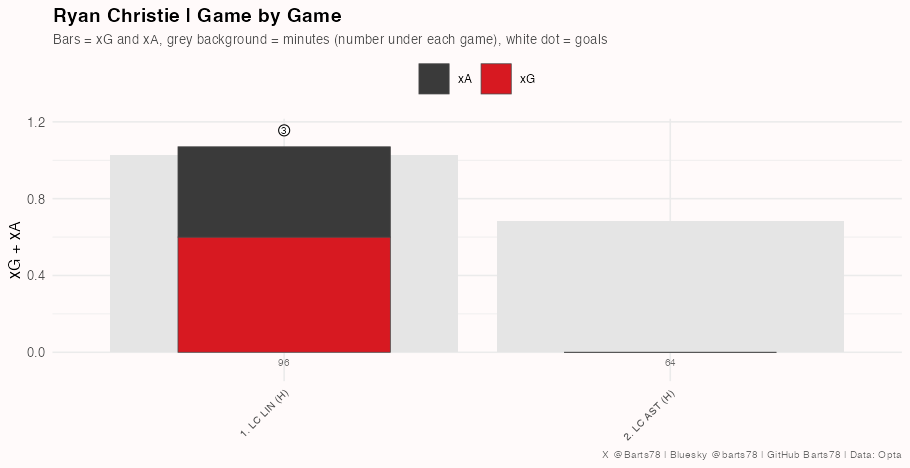 Ryan Christie | Game by Game
Bars = xG and xA, grey background = minutes (number under each game), white dot = goals
xA
xG
xG + xA
1.2
0.8
0.4
0.0
3
96
64
1. LC LIN (H)
2. LC AST (H)
X @Barts78 | Bluesky @barts78 | GitHub Barts78 | Data: Opta